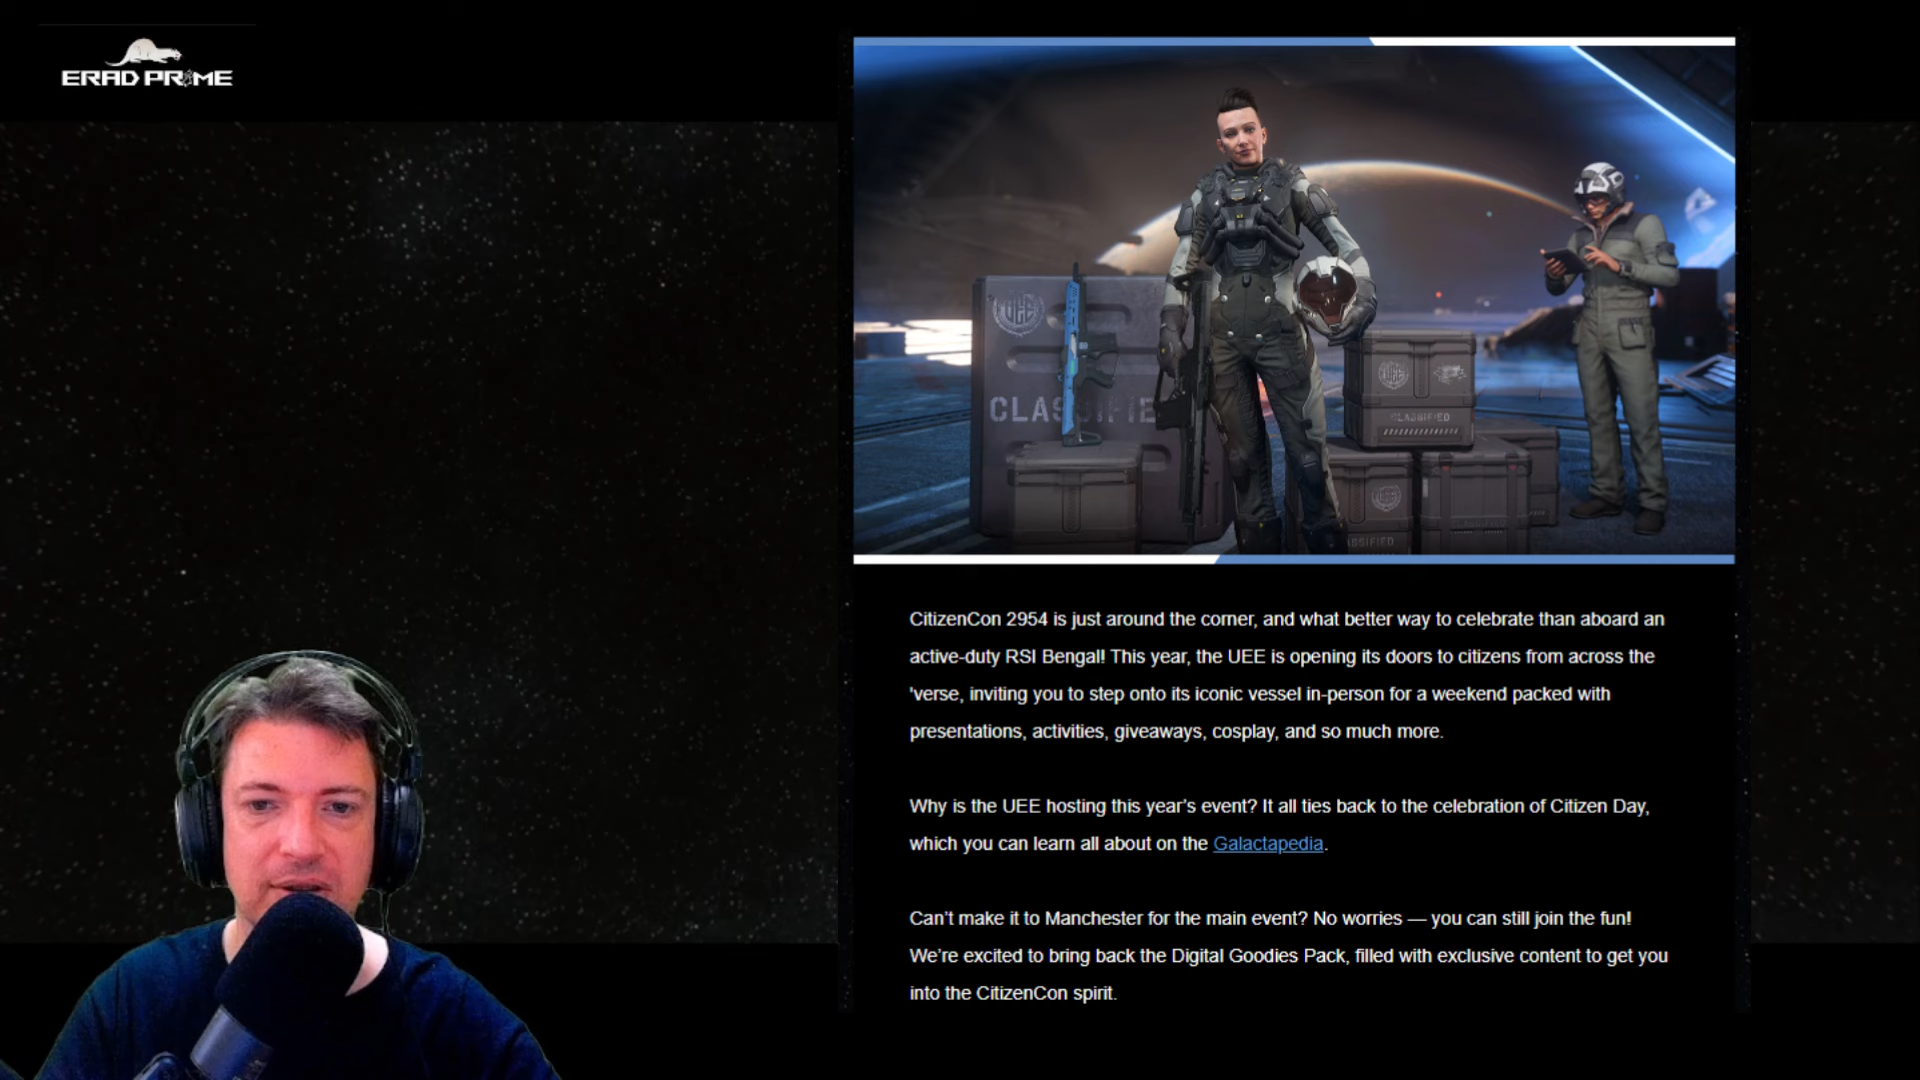 ERAD PRIME
UEE
CLASSIFIED
UEE
CLASSIFIED
UEE
CLASSIFIED
ASSIFIED
CitizenCon 2954 is just around the corner, and what better way to celebrate than aboard an
active-duty RSI Bengal! This year, the UEE is opening its doors to citizens from across the
'verse, inviting you to step onto its iconic vessel in-person for a weekend packed with
presentations, activities, giveaways, cosplay, and so much more.
Why is the UEE hosting this year’s event? It all ties back to the celebration of Citizen Day,
which you can learn all about on the Galactapedia.
Can’t make it to Manchester for the main event? No worries — you can still join the fun!
We’re excited to bring back the Digital Goodies Pack, filled with exclusive content to get you
into the CitizenCon spirit.